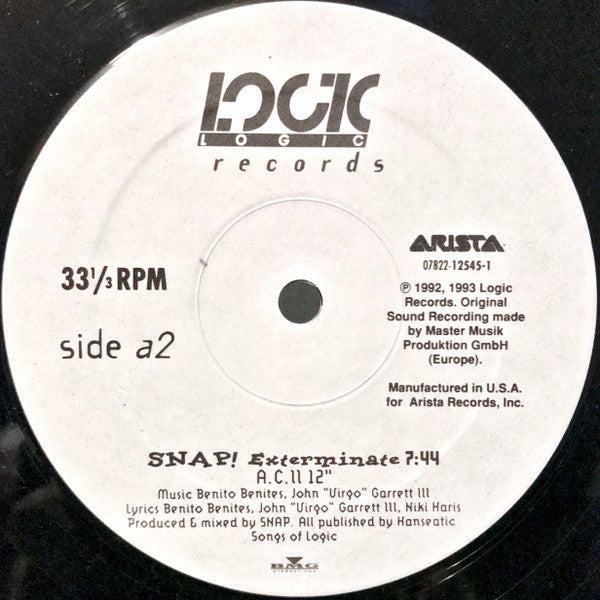 LOGIC
LOGIC
records
ARISTA
07822-12545-1
33 1/3 RPM
℗ 1992, 1993 Logic
Records. Original
Sound Recording made
by Master Musik
Produktion GmbH
(Europe).
side a2
Manufactured in U.S.A.
for Arista Records, Inc.
SNAP! Exterminate 7:44
A.C.II 12"
Music Benito Benites, John "Virgo" Garrett III
Lyrics Benito Benites, John "Virgo" Garrett III, Niki Haris
Produced & mixed by SNAP. All published by Hanseatic
Songs of Logic
BMG